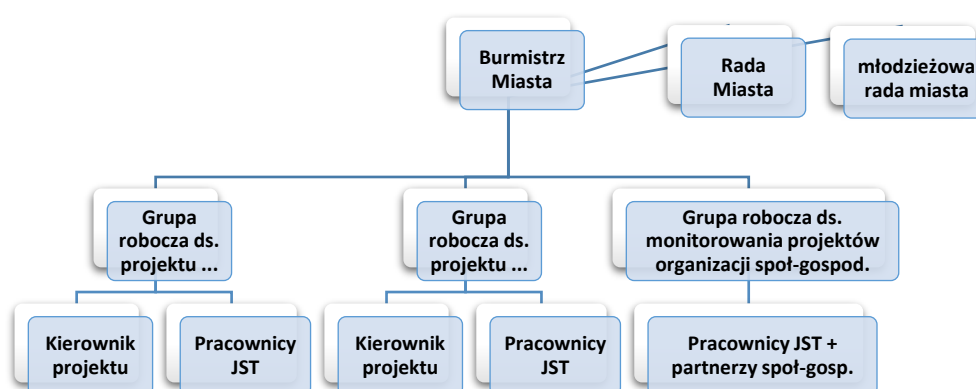 Burmistrz
Miasta
Rada
Miasta
młodzieżowa
rada miasta
Grupa
robocza ds.
projektu ...
Grupa
robocza ds.
projektu ...
Grupa robocza ds.
monitorowania projektów
organizacji społ-gospod.
Kierownik
projektu
Pracownicy
JST
Kierownik
projektu
Pracownicy
JST
Pracownicy JST +
partnerzy społ-gosp.